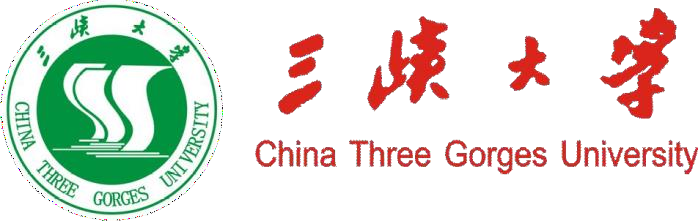 三峡大学
CHINA THREE GORGES UNIVERSITY
三峡大学
China Three Gorges University